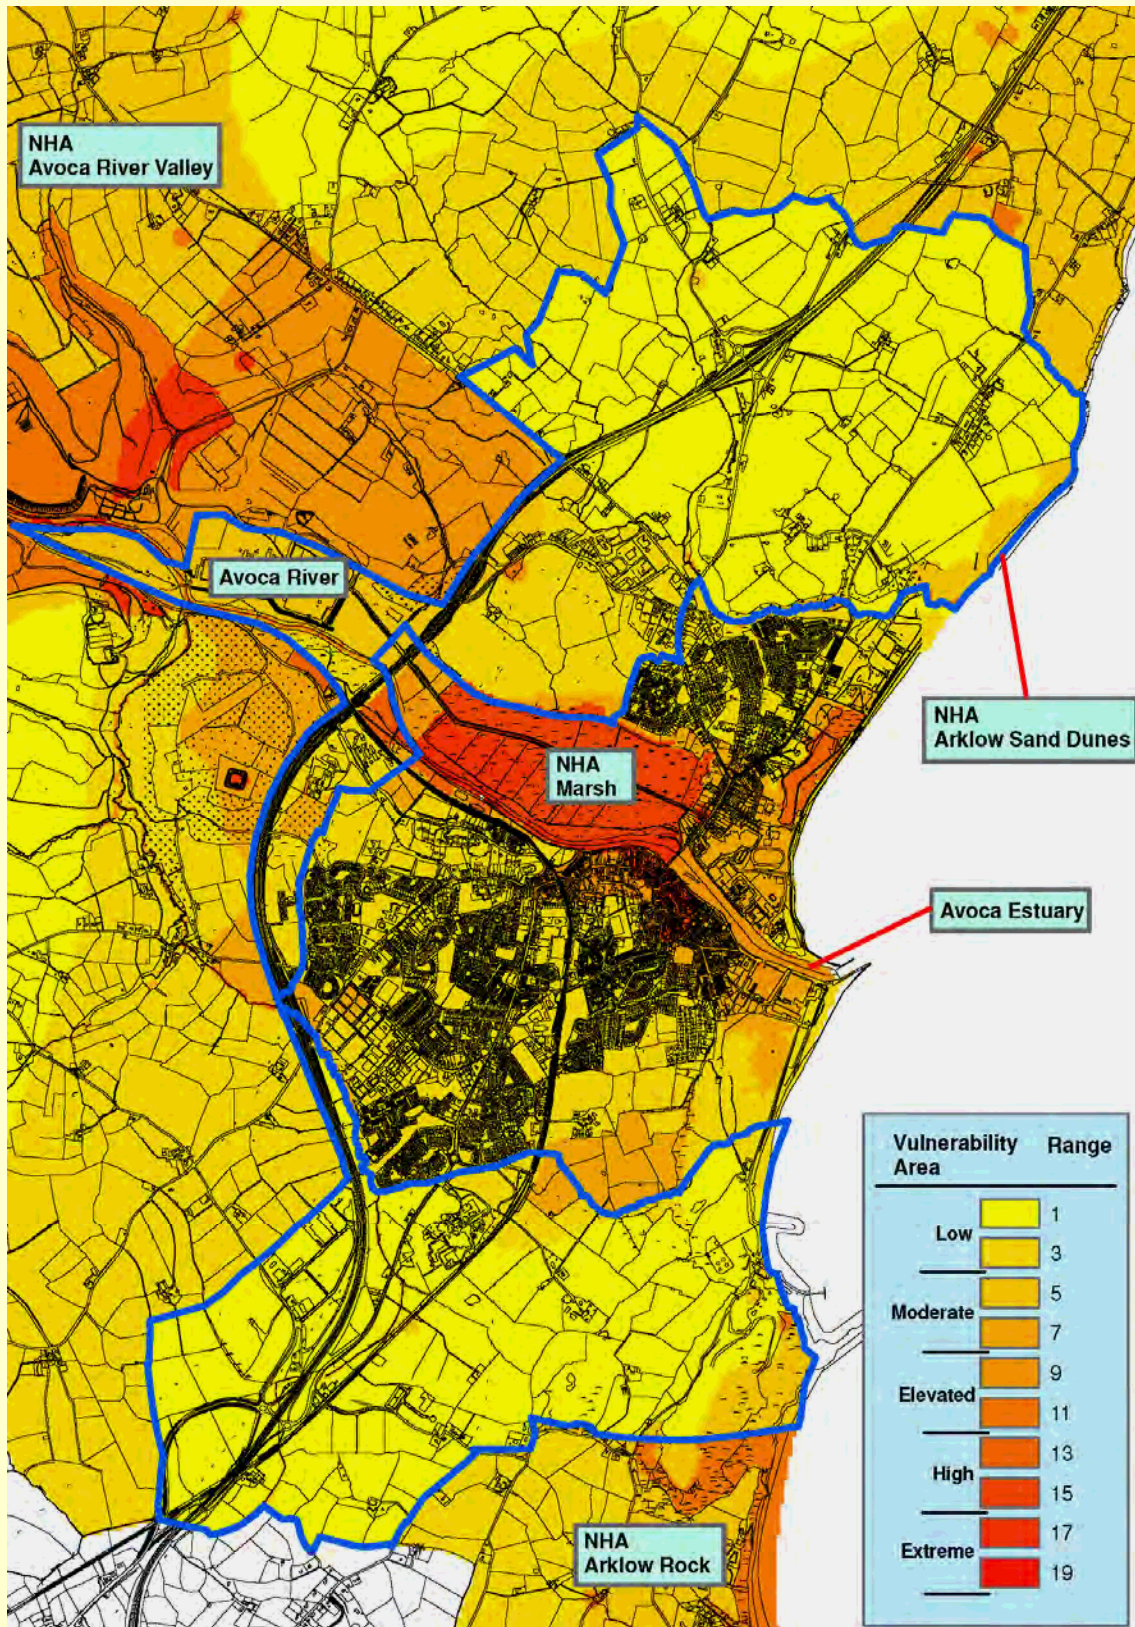 NHA
Avoca River Valley
Avoca River
NHA
Marsh
NHA
Arklow Sand Dunes
Avoca Estuary
NHA
Arklow Rock
Vulnerability Range
Area
Low
1
3
Moderate
5
7
Elevated
9
11
High
13
15
Extreme
17
19